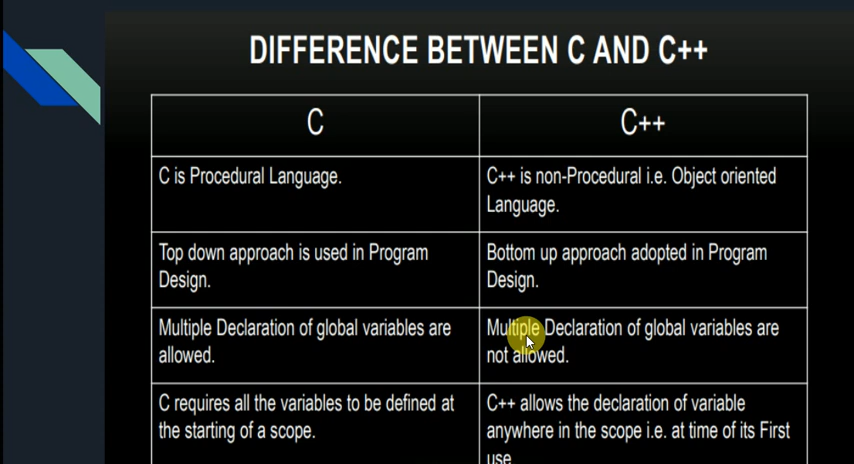 DIFFERENCE BETWEEN C AND C++
C
C++
C is Procedural Language.
C++ is non-Procedural i.e. Object oriented
Language.
Top down approach is used in Program
Design.
Bottom up approach adopted in Program
Design.
Multiple Declaration of global variables are
allowed.
Multiple Declaration of global variables are
not allowed.
C requires all the variables to be defined at
the starting of a scope.
C++ allows the declaration of variable
anywhere in the scope i.e. at time of its First
use